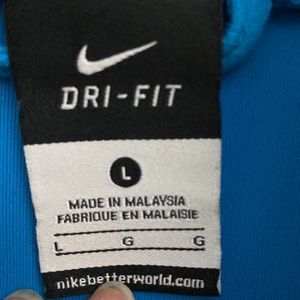 DRI-FIT
L
MADE IN MALAYSIA
FABRIQUE EN MALAISIE
L G G
nikebetterworld.com